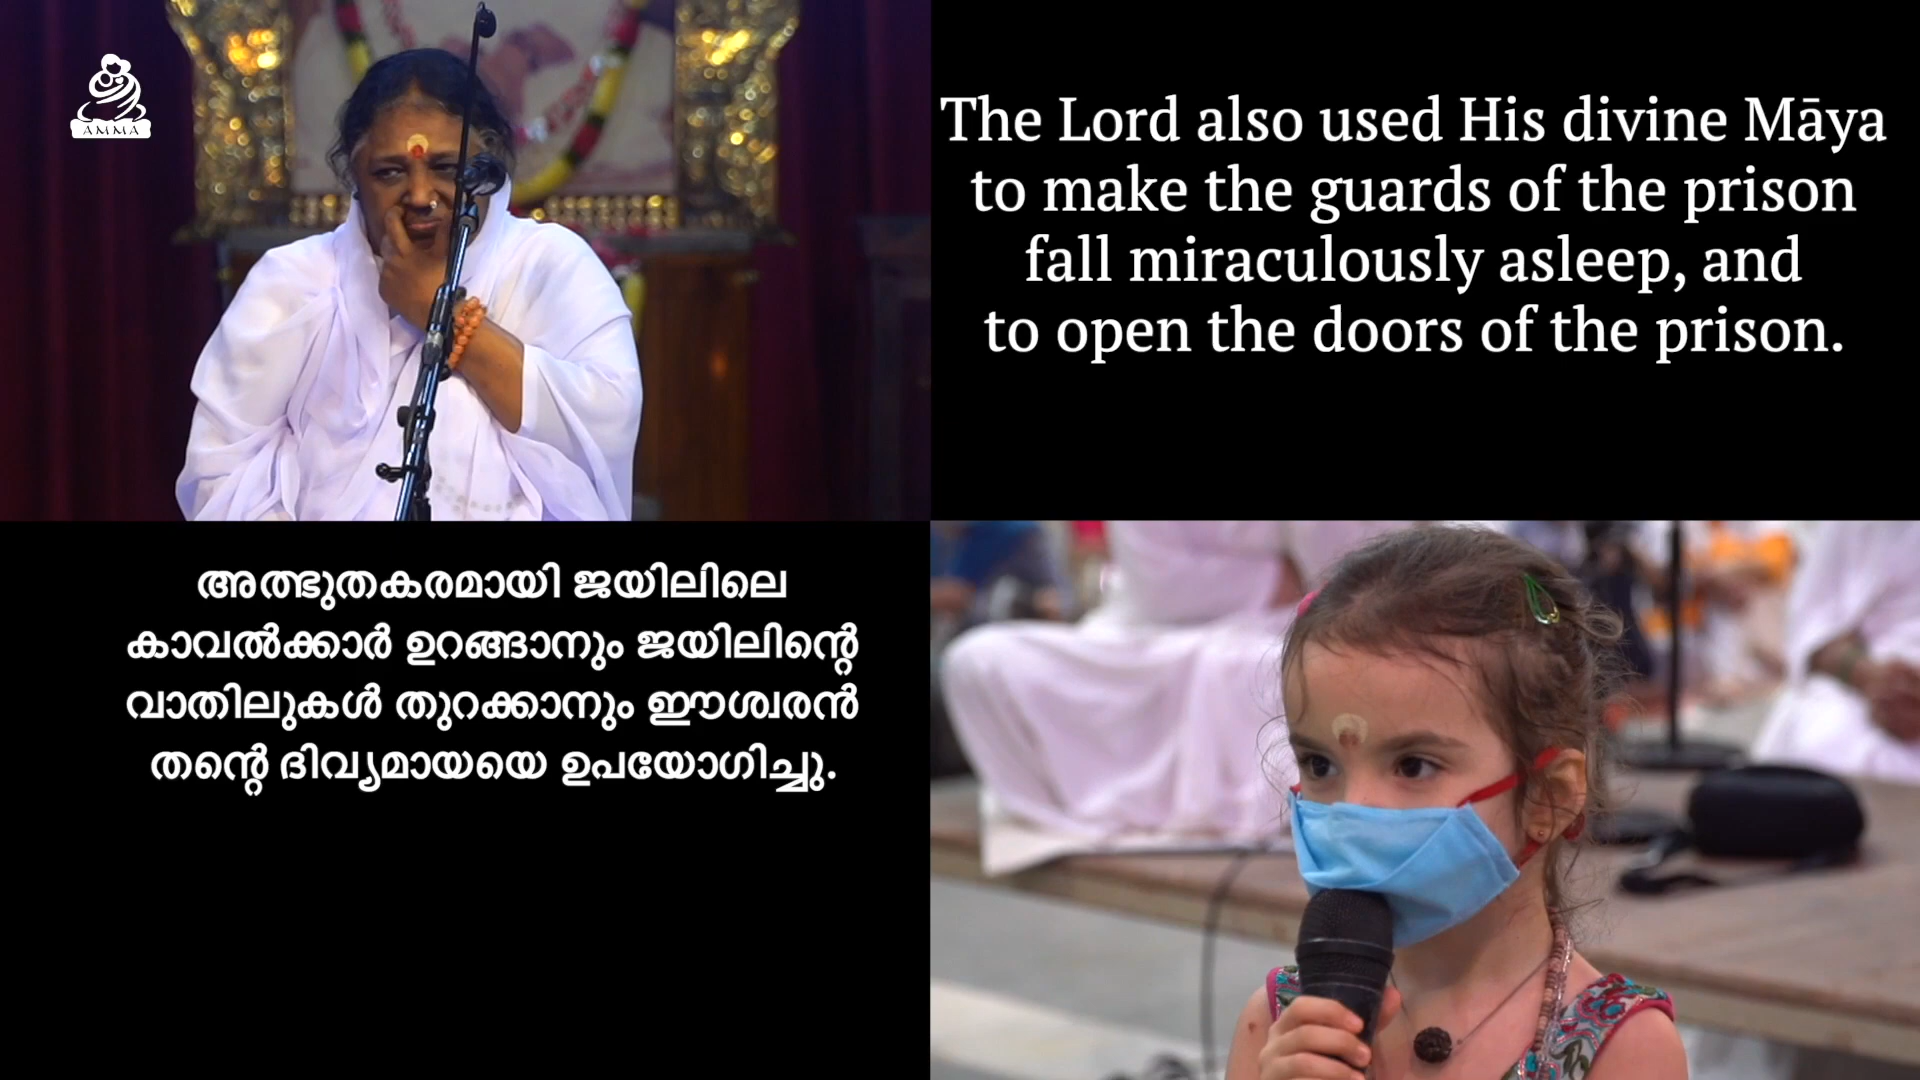 AMMA
The Lord also used His divine Māya
to make the guards of the prison
fall miraculously asleep, and
to open the doors of the prison.
അത്ഭുതകരമായി ജയിലിലെ
കാവൽക്കാർ ഉറങ്ങാനും ജയിലിന്റെ
വാതിലുകൾ തുറക്കാനും ഈശ്വരൻ
തന്റെ ദിവ്യമായയെ ഉപയോഗിച്ചു.